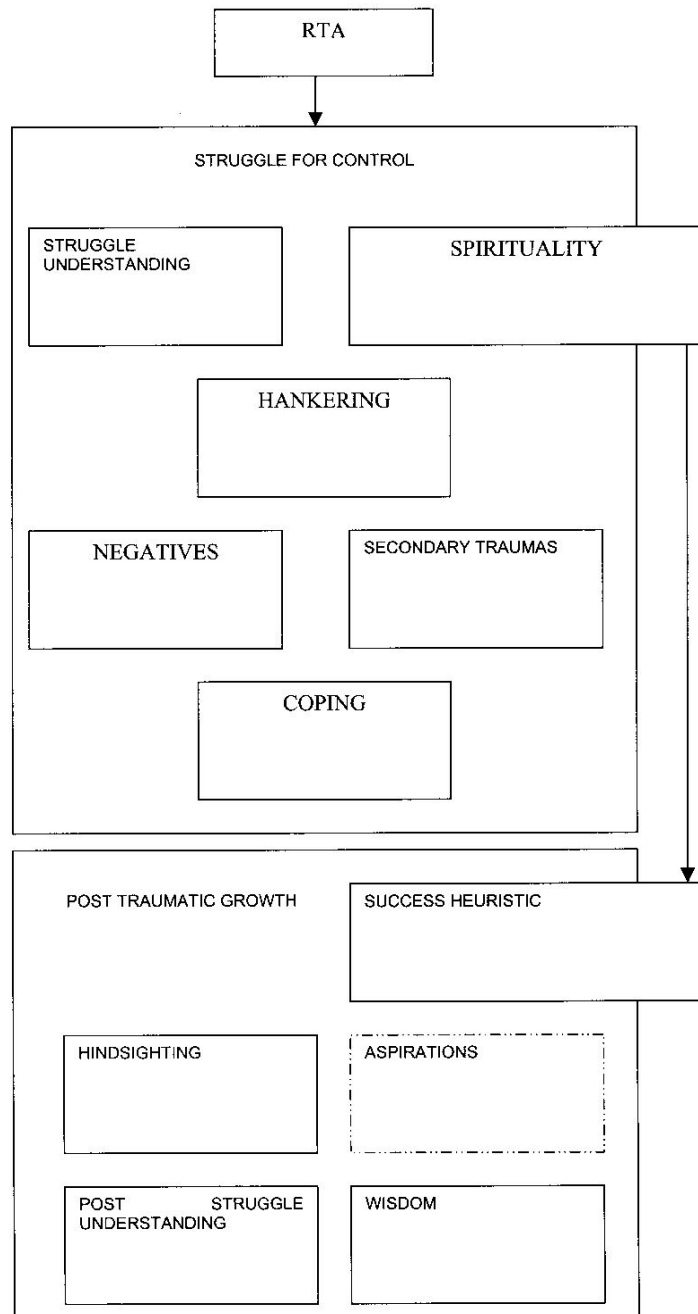 RTA
STRUGGLE FOR CONTROL
STRUGGLE
UNDERSTANDING
SPIRITUALITY
HANKERING
NEGATIVES
SECONDARY TRAUMAS
COPING
POST TRAUMATIC GROWTH
SUCCESS HEURISTIC
HINDSIGHTING
ASPIRATIONS
POST STRUGGLE
UNDERSTANDING
WISDOM